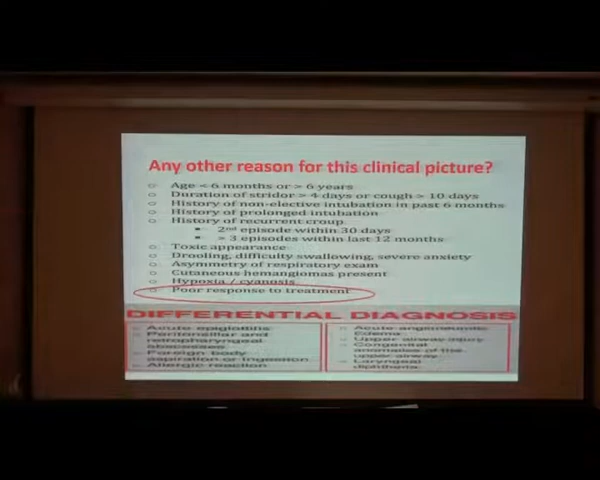 Any other reason for this clinical picture?
o Age < 6 months or > 6 years
o Duration of stridor > 4 days or cough > 10 days
o History of non-elective intubation in past 6 months
o History of prolonged intubation
o History of recurrent croup
• 2nd episode within 30 days
• > 3 episodes within last 12 months
o Toxic appearance
o Drooling, difficulty swallowing, severe anxiety
o Asymmetry of respiratory exam
o Cutaneous hemangiomas present
o Hypoxia / cyanosis
o Poor response to treatment
DIFFERENTIAL DIAGNOSIS
o Acute epiglottitis
o Peritonsillar and
retropharyngeal
abscesses
o Foreign body
aspiration or ingestion
o Allergic reaction
o Acute angioneurotic
Edema
o Upper airway injury
o Congenital
anomalies of the
upper airway
o Laryngeal
diphtheria